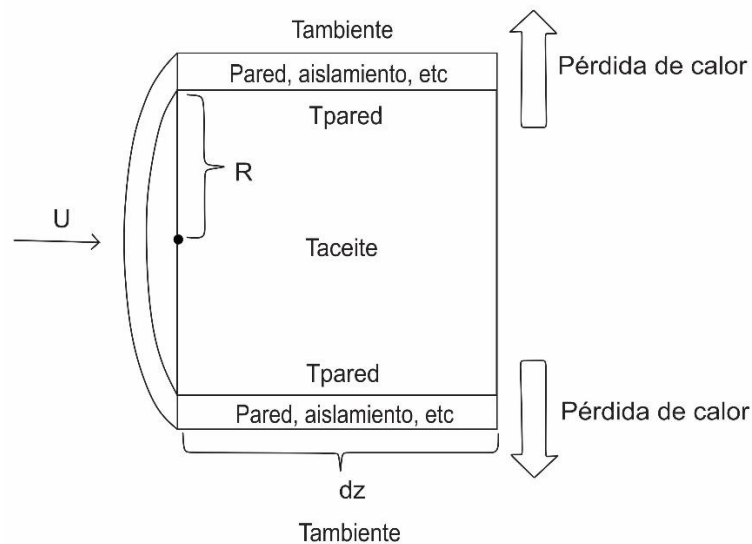 Tambiente
Pérdida de calor
Pared, aislamiento, etc
Tpared
R
U
Taceite
Tpared
Pared, aislamiento, etc
Pérdida de calor
dz
Tambiente